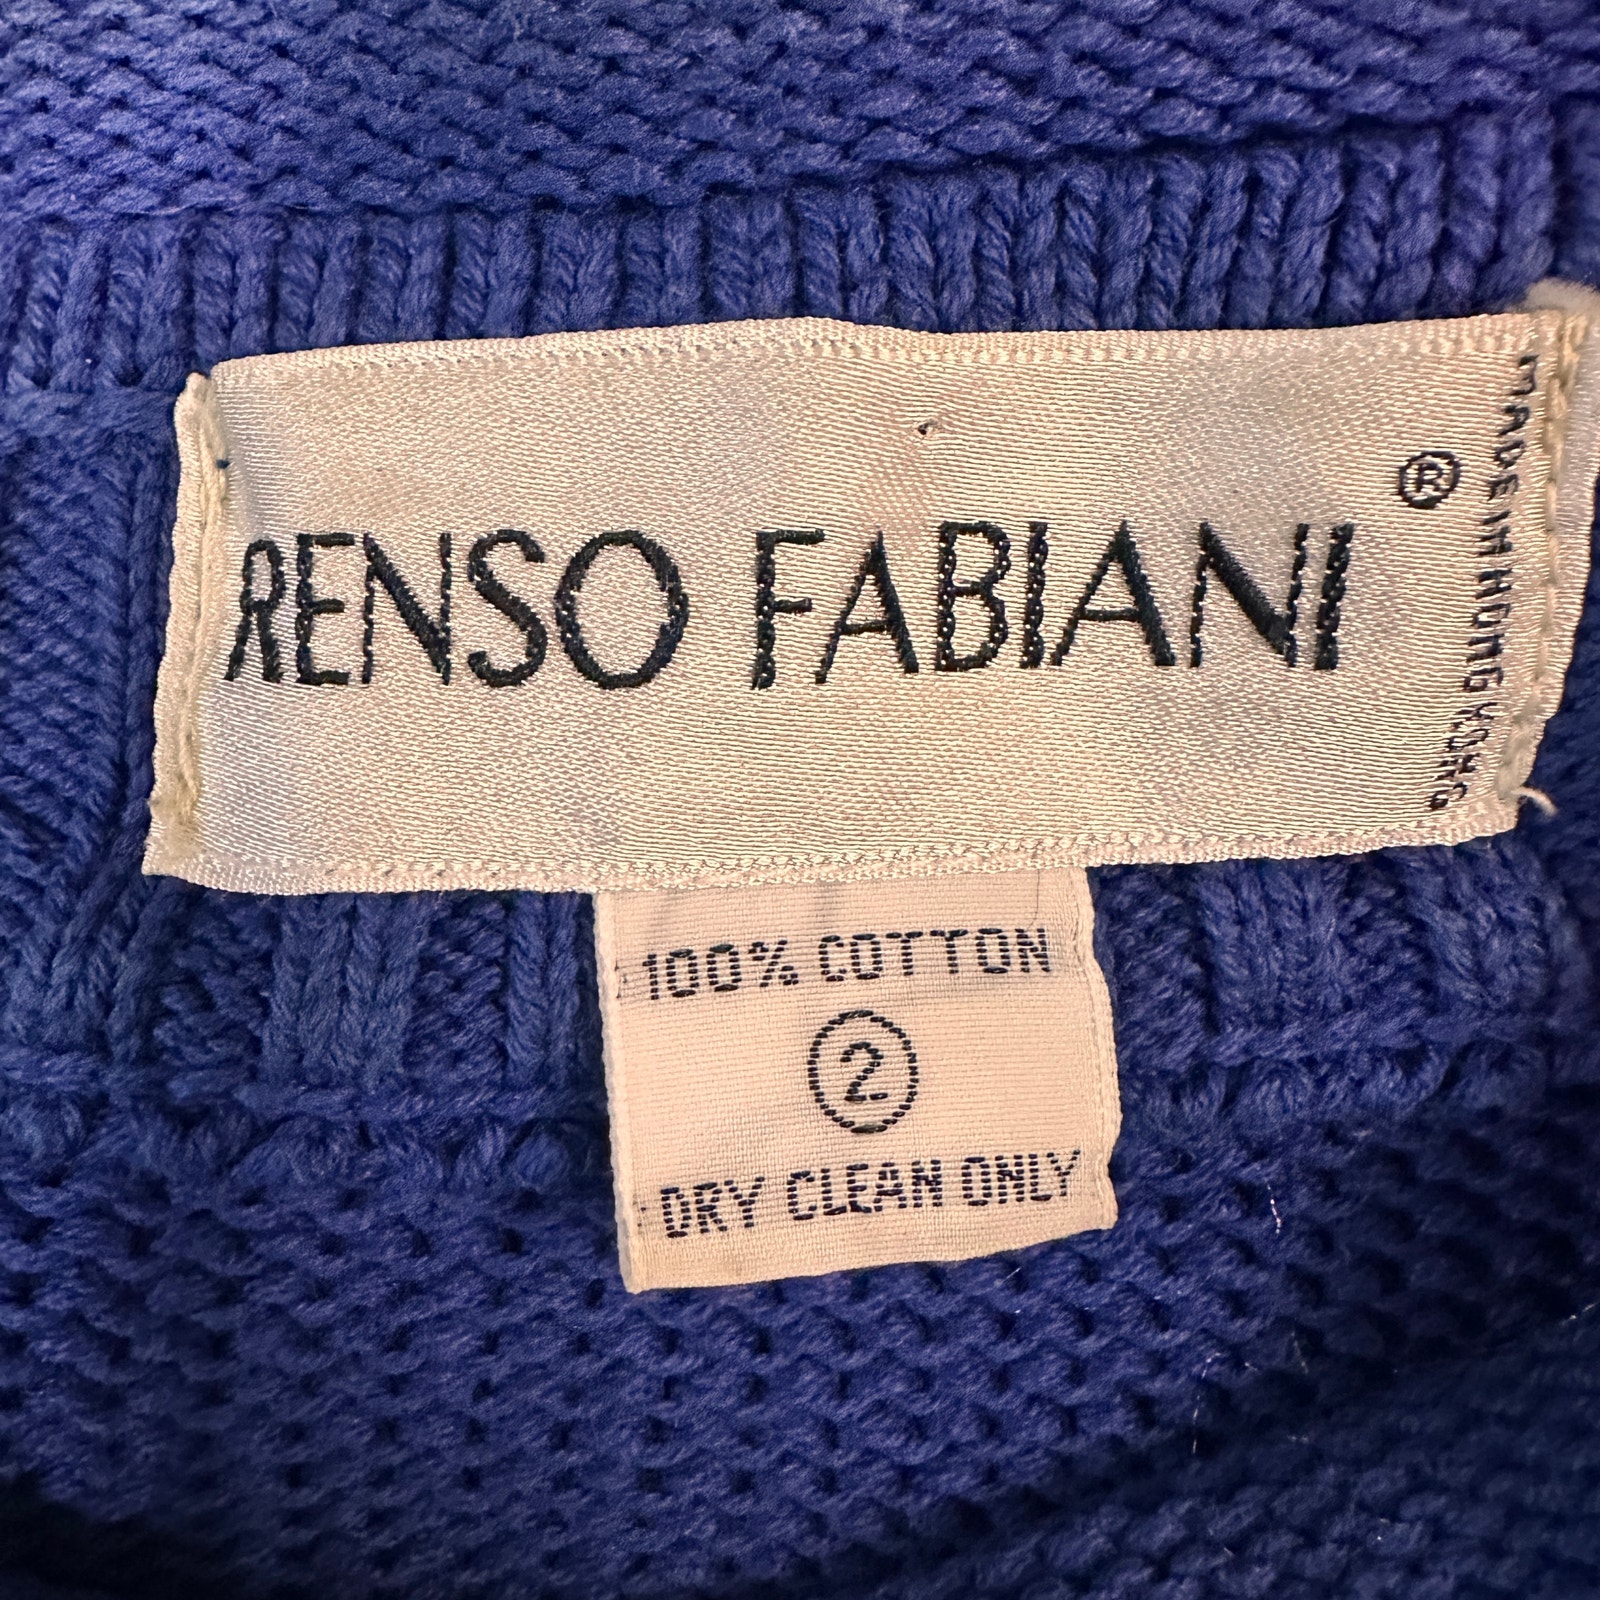 RENSO FABIANI ®
MADE IN HONG KONG
100% COTTON
2
DRY CLEAN ONLY